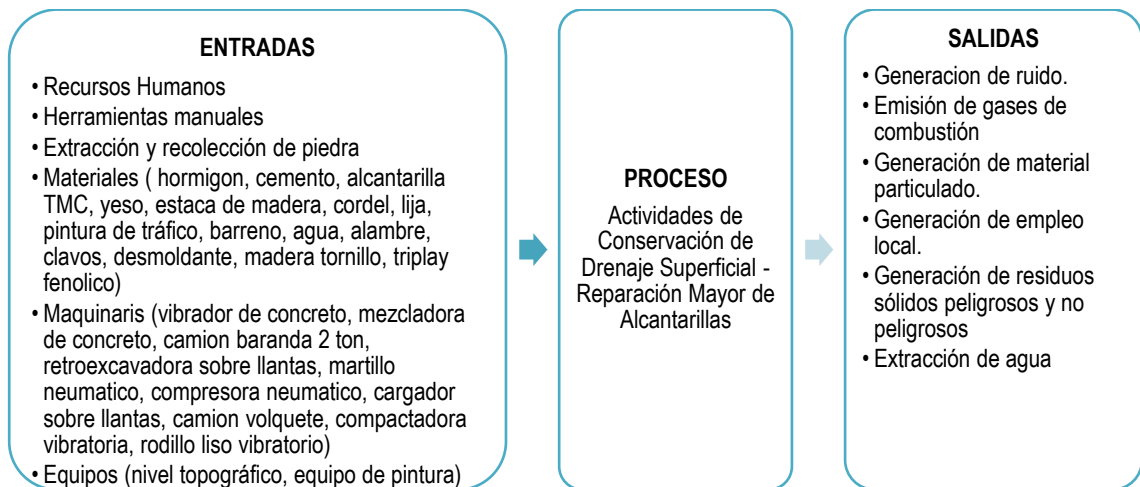 ENTRADAS
• Recursos Humanos
• Herramientas manuales
• Extracción y recolección de piedra
• Materiales ( hormigon, cemento, alcantarilla
TMC, yeso, estaca de madera, cordel, lija,
pintura de tráfico, barreno, agua, alambre,
clavos, desmoldante, madera tornillo, triplay
fenolico)
• Maquinaris (vibrador de concreto, mezcladora
de concreto, camion baranda 2 ton,
retroexcavadora sobre llantas, martillo
neumatico, compresora neumatico, cargador
sobre llantas, camion volquete, compactadora
vibratoria, rodillo liso vibratorio)
• Equipos (nivel topográfico, equipo de pintura)
PROCESO
Actividades de
Conservación de
Drenaje Superficial -
Reparación Mayor de
Alcantarillas
SALIDAS
• Generacion de ruido.
• Emisión de gases de
combustión
• Generación de material
particulado.
• Generación de empleo
local.
• Generación de residuos
sólidos peligrosos y no
peligrosos
• Extracción de agua